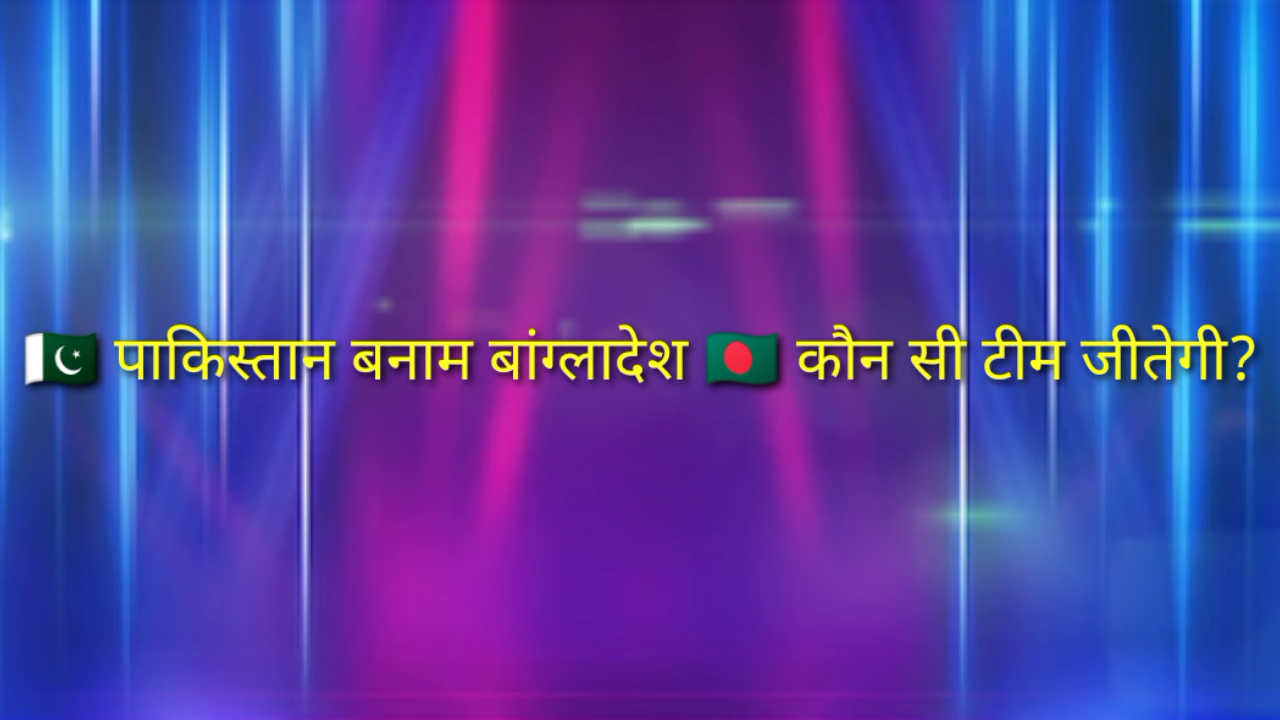 🇵🇰 पाकिस्तान बनाम बांग्लादेश 🇧🇩 कौन सी टीम जीतेगी?